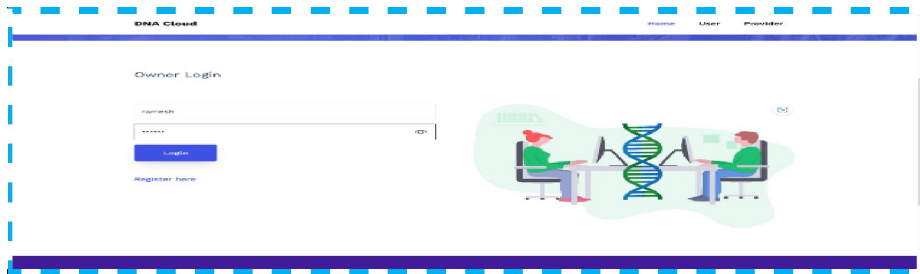 DNA Cloud
Home User Provider
Owner Login
ramesh
••••••
Login
Register here